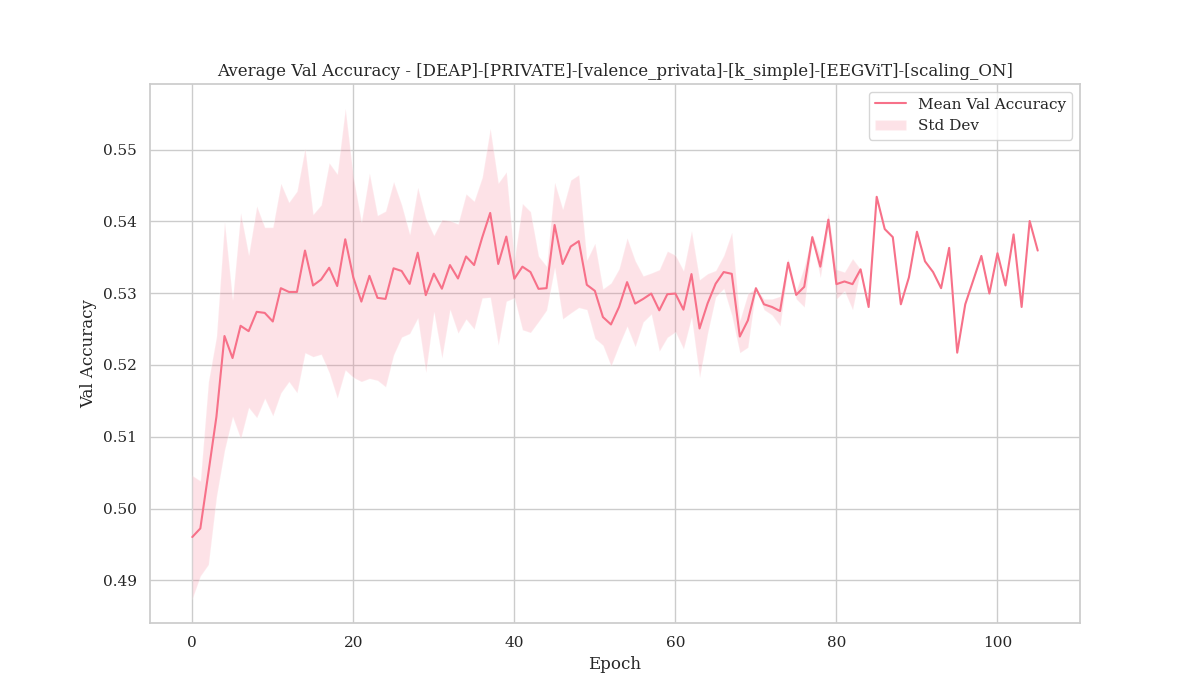 Average Val Accuracy - [DEAP]-[PRIVATE]-[valence_privata]-[k_simple]-[EEGViT]-[scaling_ON]
Mean Val Accuracy
Std Dev
0.55
0.54
0.53
0.52
0.51
0.50
0.49
Val Accuracy
0 20 40 60 80 100
Epoch